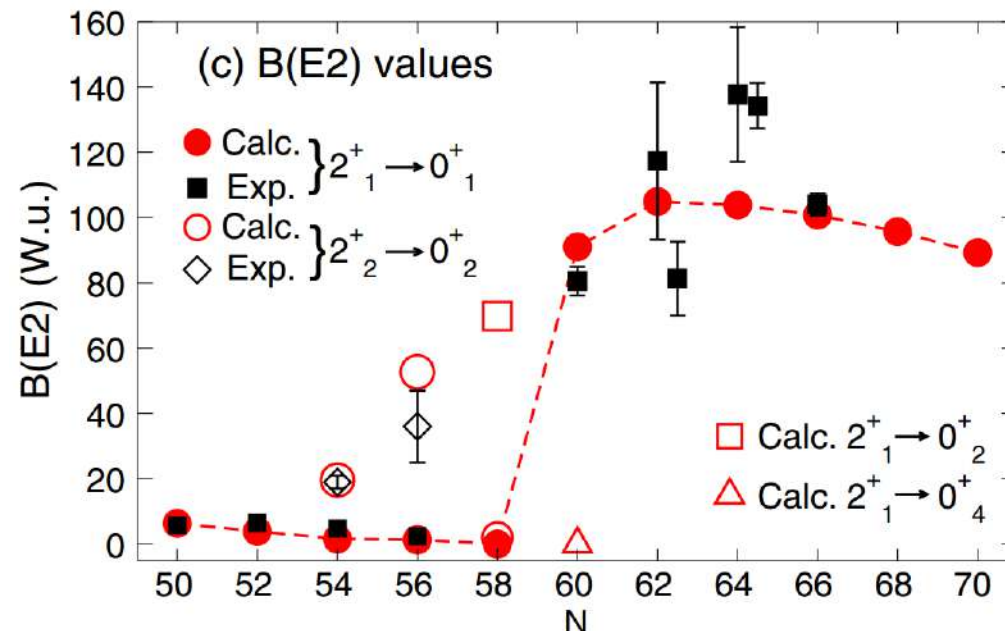 160
140
120
100
80
60
40
20
0
B(E2) (W.u.)
(c) B(E2) values
Calc.
Exp.
} 2⁺₁ → 0⁺₁
Calc.
Exp.
} 2⁺₂ → 0⁺₂
Calc. 2⁺₁ → 0⁺₂
Calc. 2⁺₁ → 0⁺₄
50 52 54 56 58 60 62 64 66 68 70
N